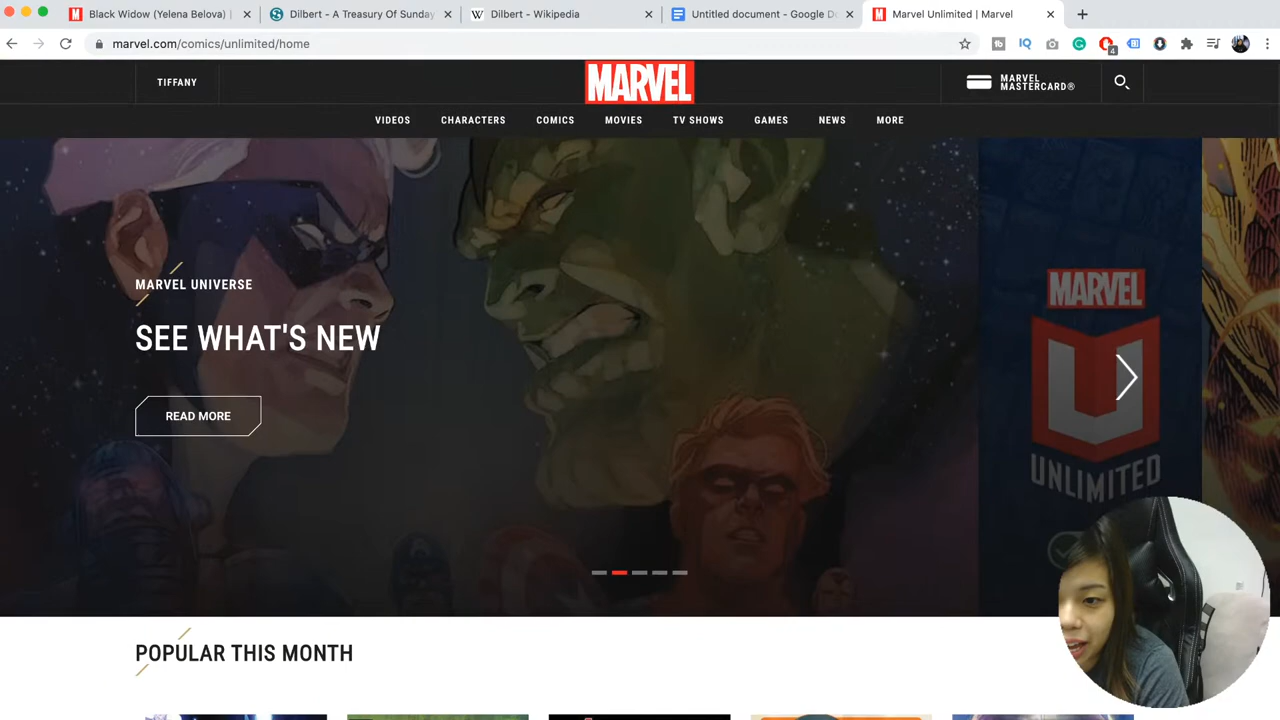 Black Widow (Yelena Belova)
Dilbert - A Treasury Of Sunday
Dilbert - Wikipedia
Untitled document - Google Do
Marvel Unlimited | Marvel
marvel.com/comics/unlimited/home
4
TIFFANY
MARVEL
MARVEL
MASTERCARD®
VIDEOS
CHARACTERS
COMICS
MOVIES
TV SHOWS
GAMES
NEWS
MORE
MARVEL UNIVERSE
SEE WHAT'S NEW
READ MORE
MARVEL
U
UNLIMITED
POPULAR THIS MONTH